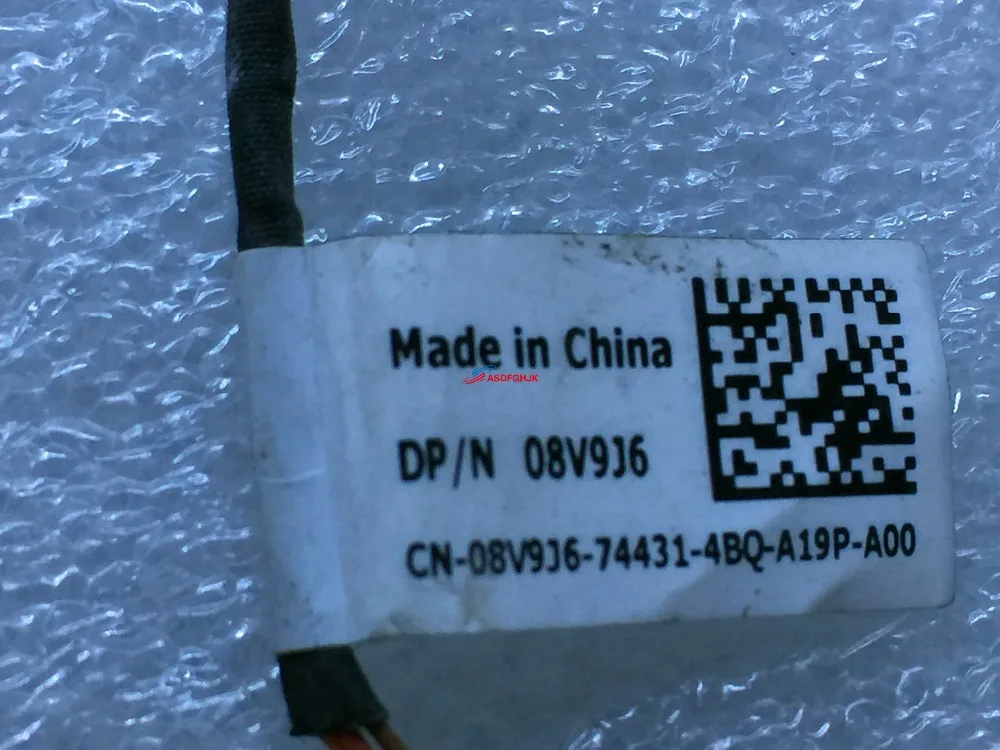 Made in China
ASDFGHJK
DP/N 08V9J6
CN-08V9J6-74431-4BQ-A19P-A00